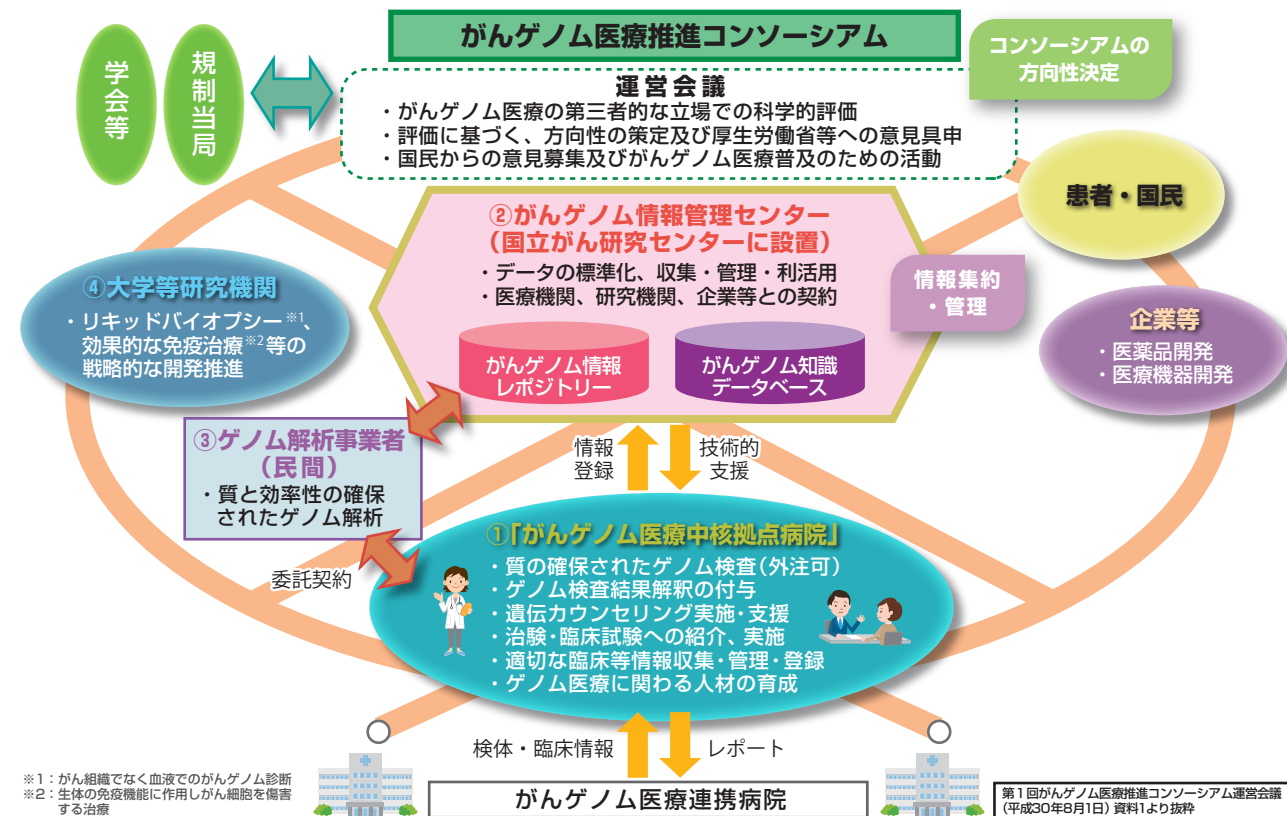 がんゲノム医療推進コンソーシアム
学会等
規制当局
コンソーシアムの
方向性決定
運営会議
・がんゲノム医療の第三者的な立場での科学的評価
・評価に基づく、方向性の策定及び厚生労働省等への意見具申
・国民からの意見募集及びがんゲノム医療普及のための活動
患者・国民
②がんゲノム情報管理センター
（国立がん研究センターに設置）
・データの標準化、収集・管理・利活用
・医療機関、研究機関、企業等との契約
情報集約
・管理
がんゲノム情報
レポジトリー
がんゲノム知識
データベース
④大学等研究機関
・リキッドバイオプシー※1、
効果的な免疫治療※2等の
戦略的な開発推進
企業等
・医薬品開発
・医療機器開発
③ゲノム解析事業者
（民間）
・質と効率性の確保
されたゲノム解析
情報
登録
技術的
支援
委託契約
①「がんゲノム医療中核拠点病院」
・質の確保されたゲノム検査（外注可）
・ゲノム検査結果解釈の付与
・遺伝カウンセリング実施・支援
・治験・臨床試験への紹介、実施
・適切な臨床等情報収集・管理・登録
・ゲノム医療に関わる人材の育成
検体・臨床情報
レポート
がんゲノム医療連携病院
※1：がん組織でなく血液でのがんゲノム診断
※2：生体の免疫機能に作用しがん細胞を傷害
する治療
第1回がんゲノム医療推進コンソーシアム運営会議
（平成30年8月1日）資料1より抜粋